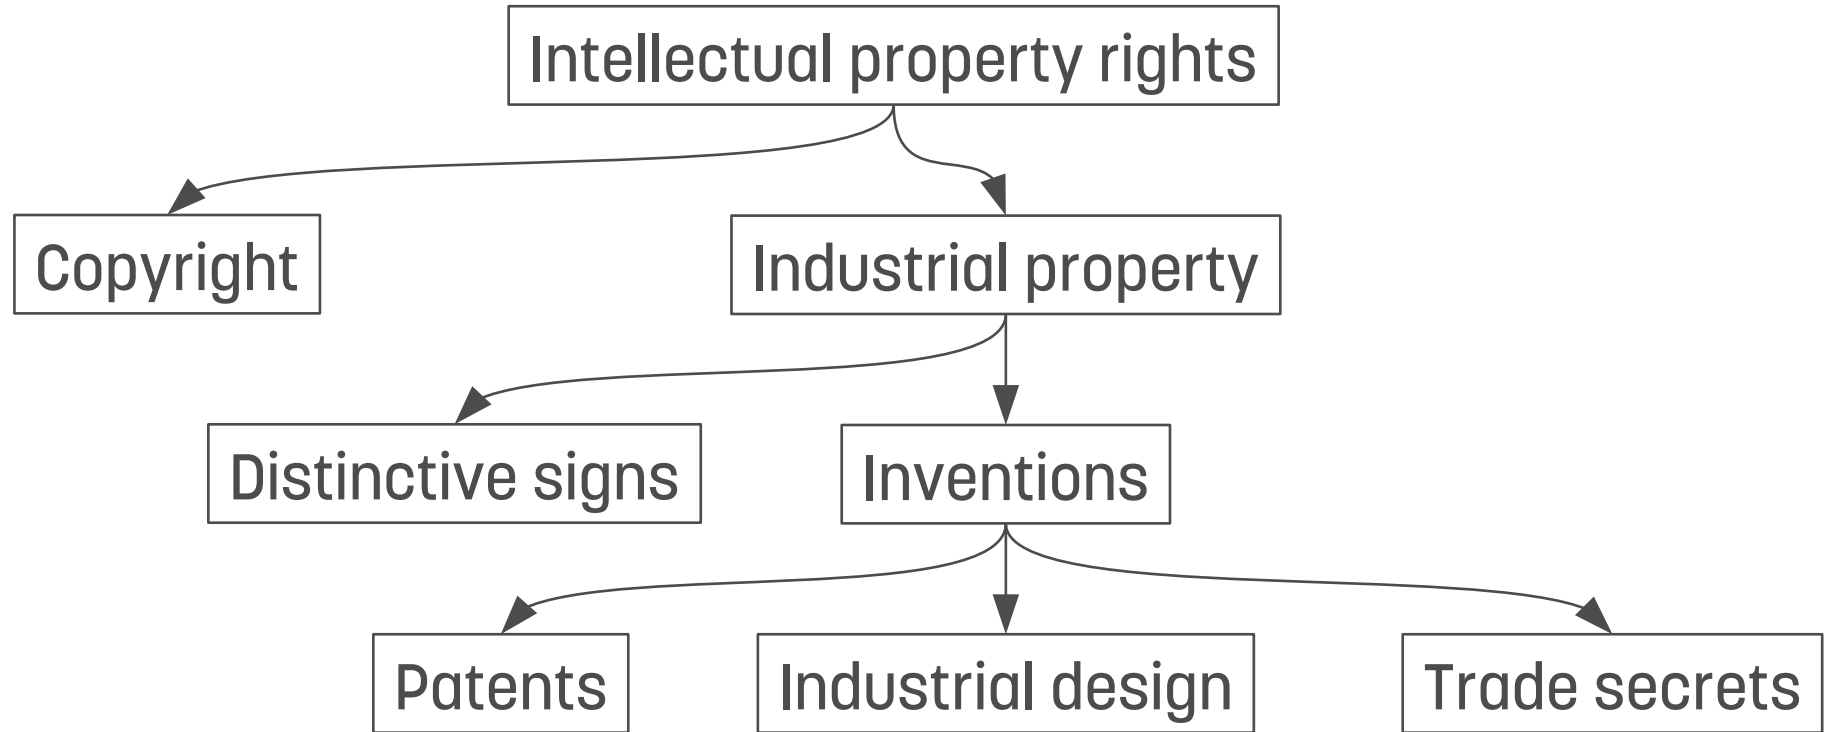 Intellectual property rights
Copyright
Industrial property
Distinctive signs
Inventions
Patents
Industrial design
Trade secrets